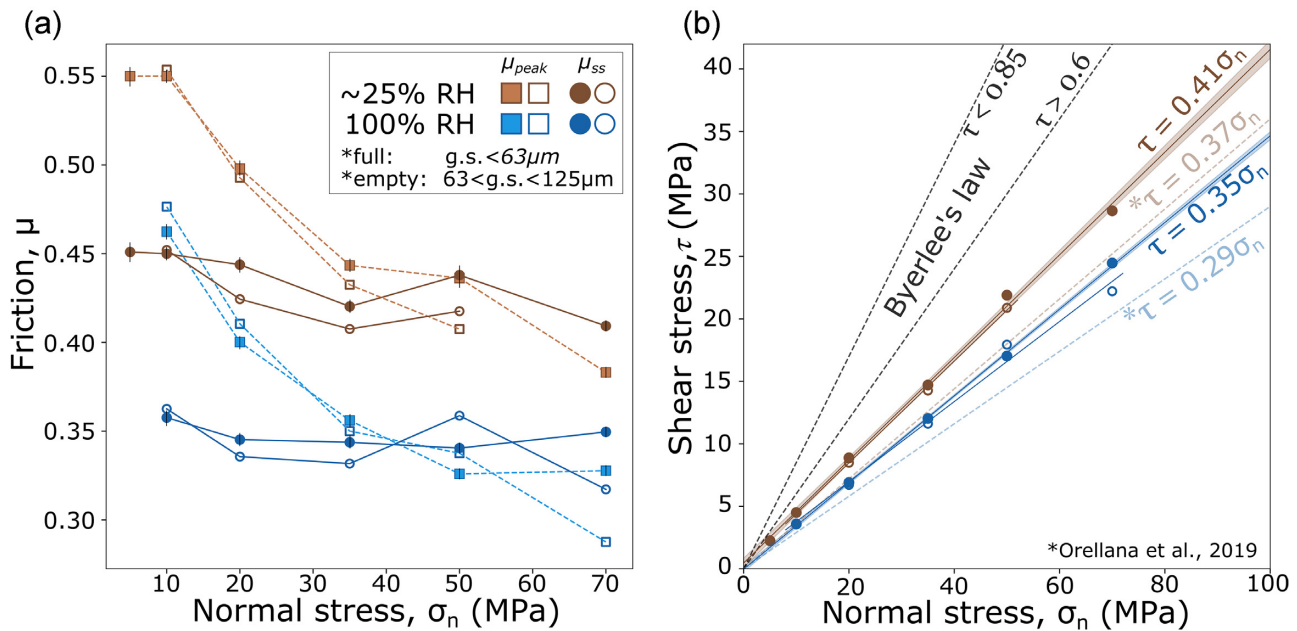 (a)
Friction, μ
0.55
0.50
0.45
0.40
0.35
0.30
μpeak μss
~25% RH
100% RH
*full: g.s.<63μm
*empty: 63<g.s.<125μm
10 20 30 40 50 60 70
Normal stress, σn (MPa)
(b)
Shear stress, τ (MPa)
40
35
30
25
20
15
10
5
0
τ < 0.85
τ > 0.6
Byerlee's law
τ = 0.41σn
*τ = 0.37σn
τ = 0.35σn
*τ = 0.29σn
*Orellana et al., 2019
0 20 40 60 80 100
Normal stress, σn (MPa)